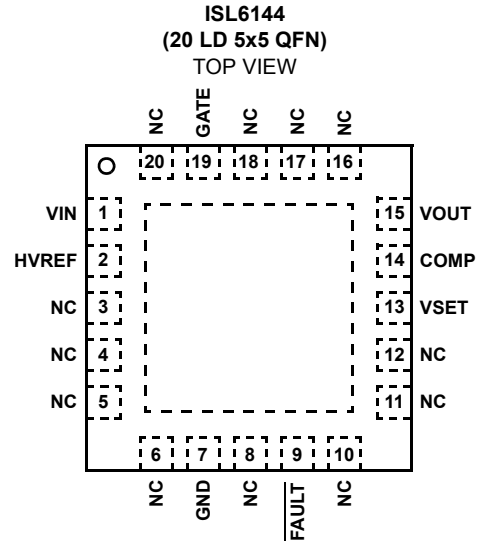 ISL6144
(20 LD 5x5 QFN)
TOP VIEW
NC GATE NC NC NC
20 19 18 17 16
VIN 1 15 VOUT
HVREF 2 14 COMP
NC 3 13 VSET
NC 4 12 NC
NC 5 11 NC
6 7 8 9 10
NC GND NC FAULT NC